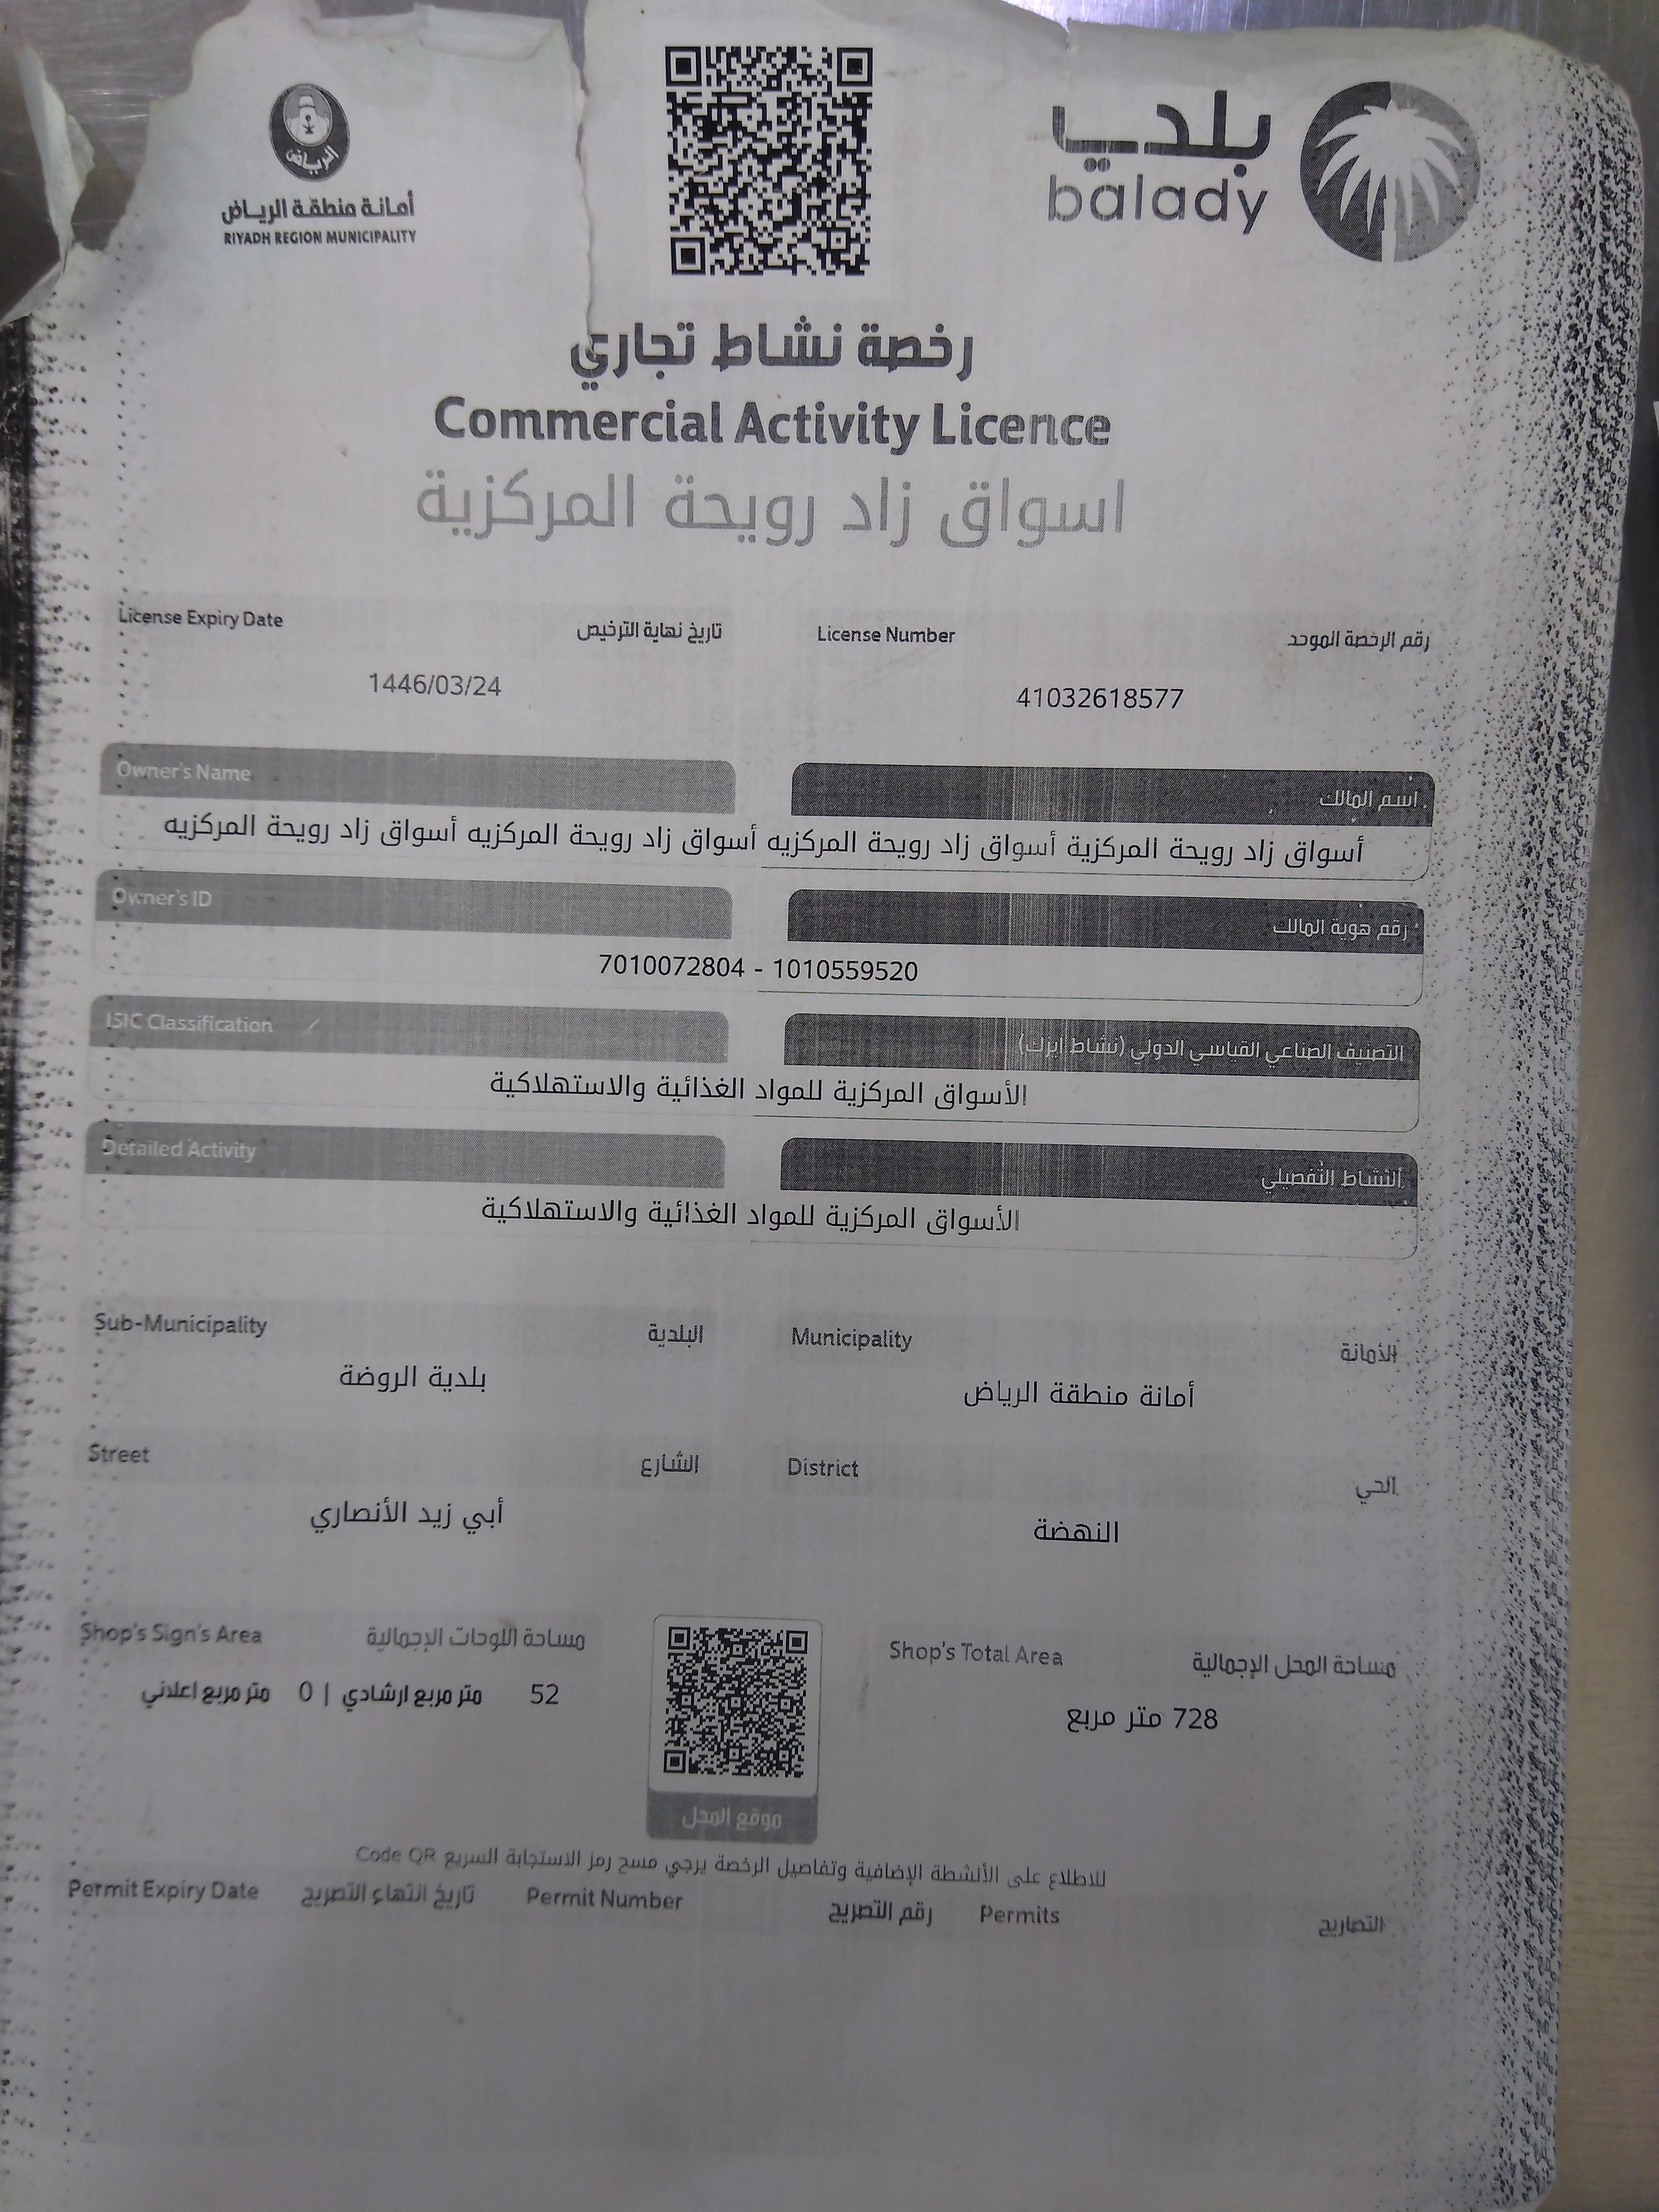 الرياض
أمانة منطقة الرياض
RIYADH REGION MUNICIPALITY
بلدي
balady
رخصة نشاط تجاري
Commercial Activity Licence
اسواق زاد رويحة المركزية
License Expiry Date تاريخ نهاية الترخيص License Number رقم الرخصة الموحد
1446/03/24 41032618577
Owner's Name اسم المالك
أسواق زاد رويحة المركزية أسواق زاد رويحة المركزيه أسواق زاد رويحة المركزيه أسواق زاد رويحة المركزيه
Owner's ID رقم هوية المالك
7010072804 - 1010559520
ISIC Classification التصنيف الصناعي القياسي الدولي (نشاط ايزك)
الأسواق المركزية للمواد الغذائية والاستهلاكية
Detailed Activity النشاط التفصيلي
الأسواق المركزية للمواد الغذائية والاستهلاكية
Sub-Municipality البلدية Municipality الأمانة
بلدية الروضة أمانة منطقة الرياض
Street الشارع District الحي
أبي زيد الأنصاري النهضة
Shop's Sign's Area مساحة اللوحات الإجمالية Shop's Total Area مساحة المحل الإجمالية
52 متر مربع ارشادي | 0 متر مربع اعلاني 728 متر مربع
موقع المحل
للاطلاع على الأنشطة الإضافية وتفاصيل الرخصة يرجي مسح رمز الاستجابة السريع Code QR
Permit Expiry Date تاريخ انتهاء التصريح Permit Number رقم التصريح Permits التصاريح